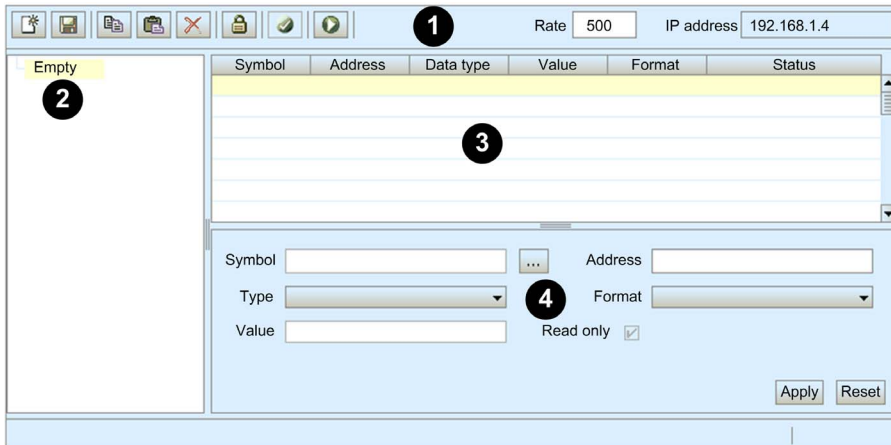 1 Rate 500 IP address 192.168.1.4
Empty
Symbol Address Data type Value Format Status
2
3
Symbol ... Address
Type 4 Format
Value Read only
Apply Reset